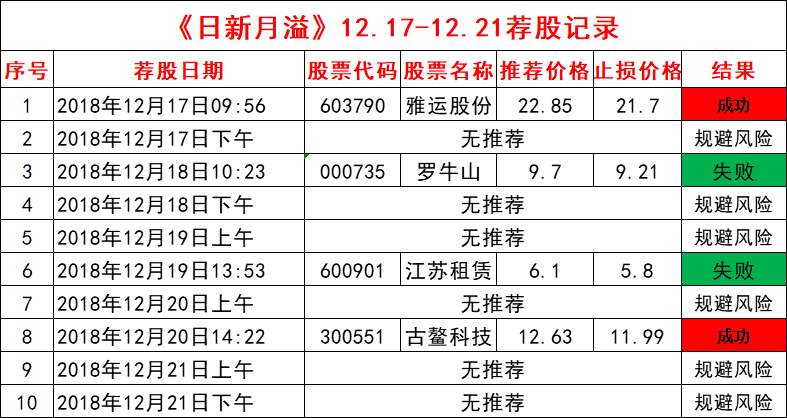 《日新月溢》12.17-12.21荐股记录
序号 荐股日期 股票代码 股票名称 推荐价格 止损价格 结果
1 2018年12月17日09:56 603790 雅运股份 22.85 21.7 成功
2 2018年12月17日下午 无推荐 规避风险
3 2018年12月18日10:23 000735 罗牛山 9.7 9.21 失败
4 2018年12月18日下午 无推荐 规避风险
5 2018年12月19日上午 无推荐 规避风险
6 2018年12月19日13:53 600901 江苏租赁 6.1 5.8 失败
7 2018年12月20日上午 无推荐 规避风险
8 2018年12月20日14:22 300551 古鳌科技 12.63 11.99 成功
9 2018年12月21日上午 无推荐 规避风险
10 2018年12月21日下午 无推荐 规避风险